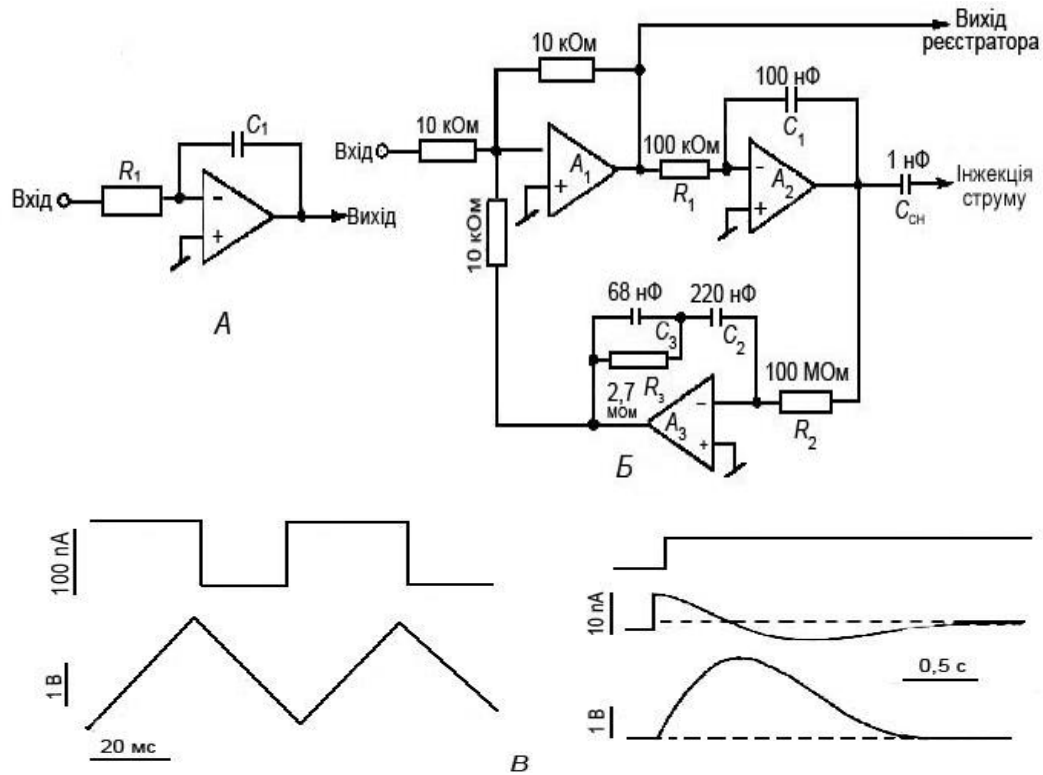 Вхід
R1
C1
-
+
Вихід
А
Вхід
10 кОм
10 кОм
10 кОм
+
A1
100 кОм
R1
100 нФ
C1
-
A2
+
1 нФ
Cсн
Інжекція
струму
Вихід
реєстратора
68 нФ
220 нФ
C3
C2
R3
2,7
МОм
A3
-
+
100 МОм
R2
Б
100 nA
1 В
20 мс
10 nA
1 В
0,5 с
В